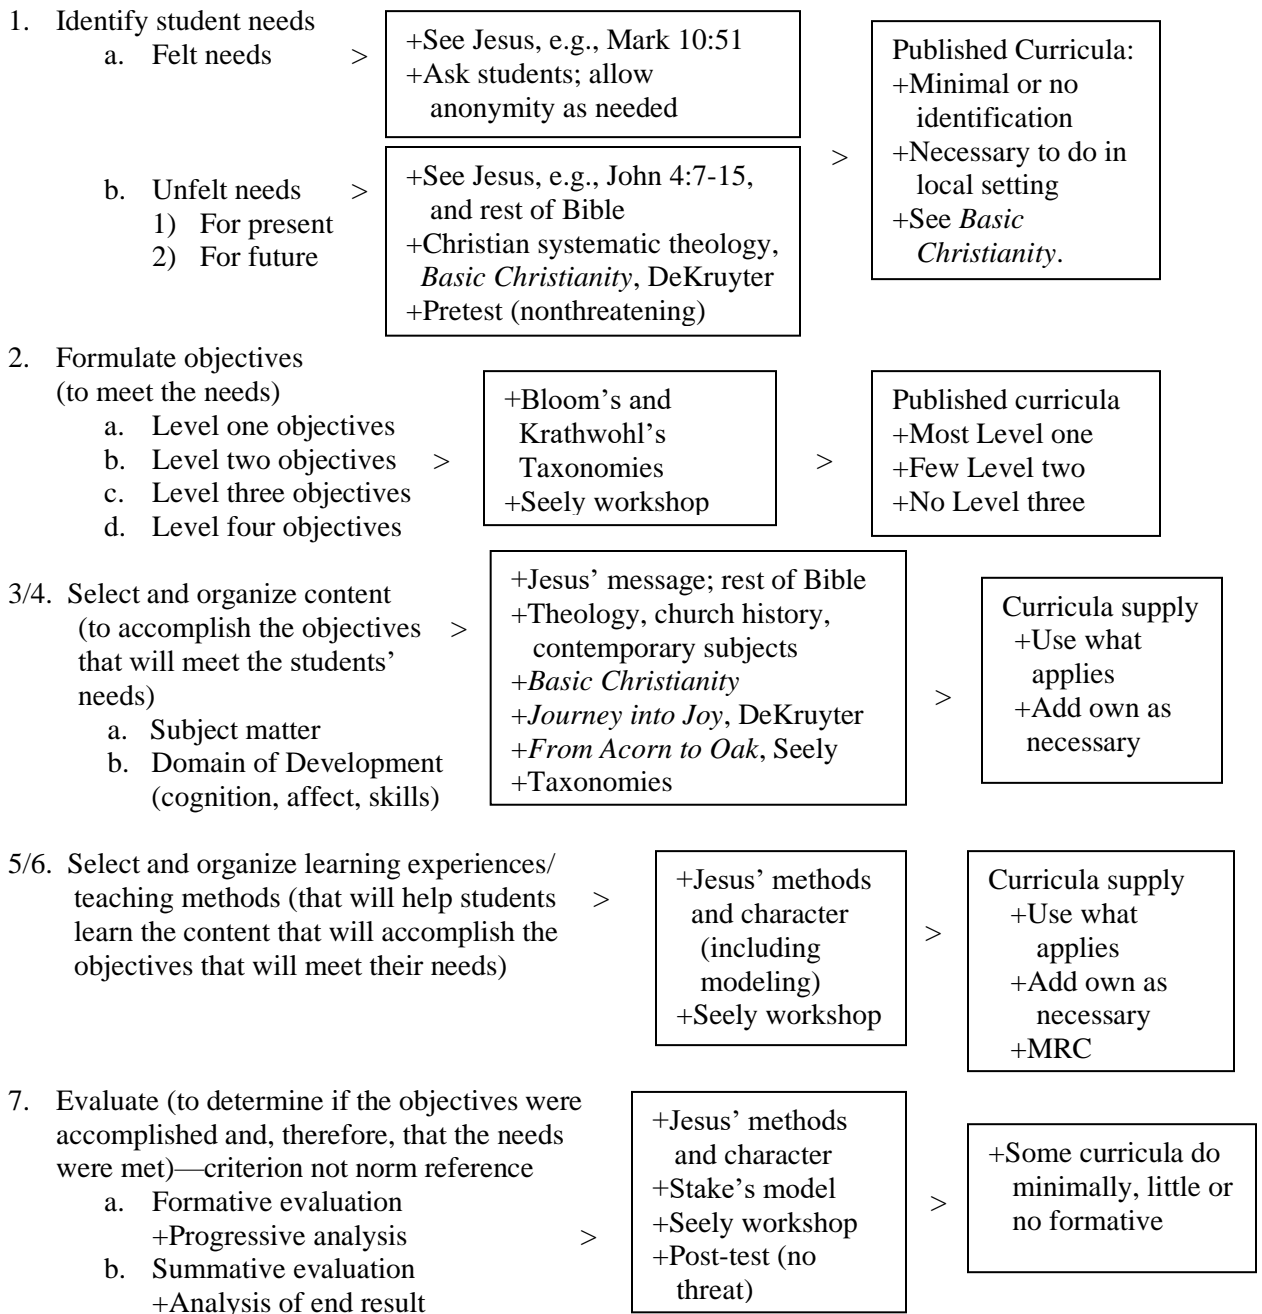 1. Identify student needs
a. Felt needs >
+See Jesus, e.g., Mark 10:51
+Ask students; allow
anonymity as needed
b. Unfelt needs >
1) For present
2) For future
+See Jesus, e.g., John 4:7-15,
and rest of Bible
+Christian systematic theology,
Basic Christianity, DeKruyter
+Pretest (nonthreatening)
>
Published Curricula:
+Minimal or no
identification
+Necessary to do in
local setting
+See Basic
Christianity.
2. Formulate objectives
(to meet the needs)
a. Level one objectives
b. Level two objectives >
c. Level three objectives
d. Level four objectives
+Bloom's and
Krathwohl's
Taxonomies
+Seely workshop
>
Published curricula
+Most Level one
+Few Level two
+No Level three
3/4. Select and organize content
(to accomplish the objectives >
that will meet the students'
needs)
a. Subject matter
b. Domain of Development
(cognition, affect, skills)
+Jesus' message; rest of Bible
+Theology, church history,
contemporary subjects
+Basic Christianity
+Journey into Joy, DeKruyter
+From Acorn to Oak, Seely
+Taxonomies
>
Curricula supply
+Use what
applies
+Add own as
necessary
5/6. Select and organize learning experiences/
teaching methods (that will help students >
learn the content that will accomplish the
objectives that will meet their needs)
+Jesus' methods
and character
(including
modeling)
+Seely workshop
>
Curricula supply
+Use what
applies
+Add own as
necessary
+MRC
7. Evaluate (to determine if the objectives were
accomplished and, therefore, that the needs
were met)—criterion not norm reference
a. Formative evaluation
+Progressive analysis >
b. Summative evaluation
+Analysis of end result
+Jesus' methods
and character
+Stake's model
+Seely workshop
+Post-test (no
threat)
>
+Some curricula do
minimally, little or
no formative